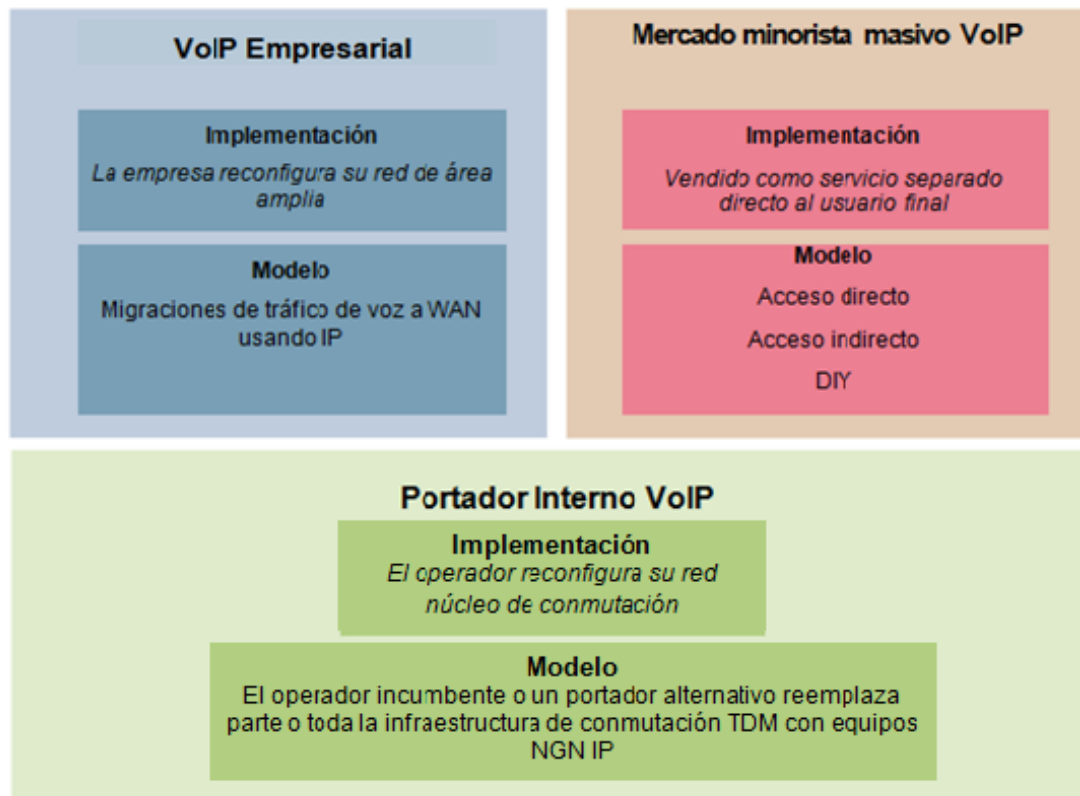 VoIP Empresarial
Implementación
La empresa reconfigura su red de área
amplia
Modelo
Migraciones de tráfico de voz a WAN
usando IP
Mercado minorista masivo VoIP
Implementación
Vendido como servicio separado
directo al usuario final
Modelo
Acceso directo
Acceso indirecto
DIY
Portador Interno VoIP
Implementación
El operador reconfigura su red
núcleo de conmutación
Modelo
El operador incumbente o un portador alternativo reemplaza
parte o toda la infraestructura de conmutación TDM con equipos
NGN IP